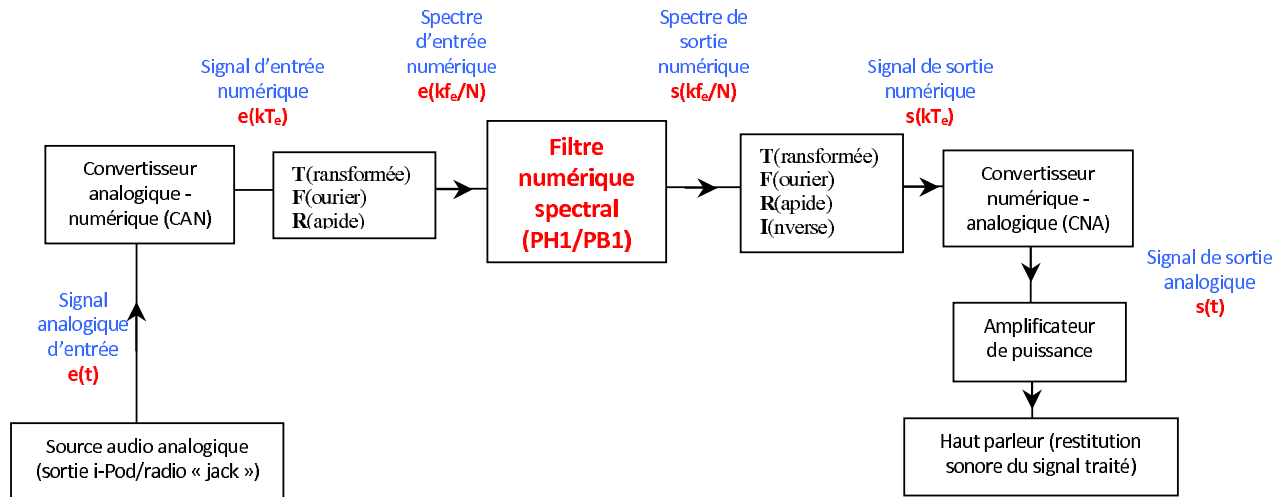 Signal d'entrée
numérique
e(kTe)
Spectre
d'entrée
numérique
e(kfe/N)
Spectre de
sortie
numérique
s(kfe/N)
Signal de sortie
numérique
s(kTe)
Convertisseur
analogique -
numérique (CAN)
T(ransformée)
F(ourier)
R(apide)
Filtre
numérique
spectral
(PH1/PB1)
T(ransformée)
F(ourier)
R(apide)
I(nverse)
Convertisseur
numérique -
analogique (CNA)
Signal de sortie
analogique
s(t)
Signal
analogique
d'entrée
e(t)
Amplificateur
de puissance
Source audio analogique
(sortie i-Pod/radio « jack »)
Haut parleur (restitution
sonore du signal traité)